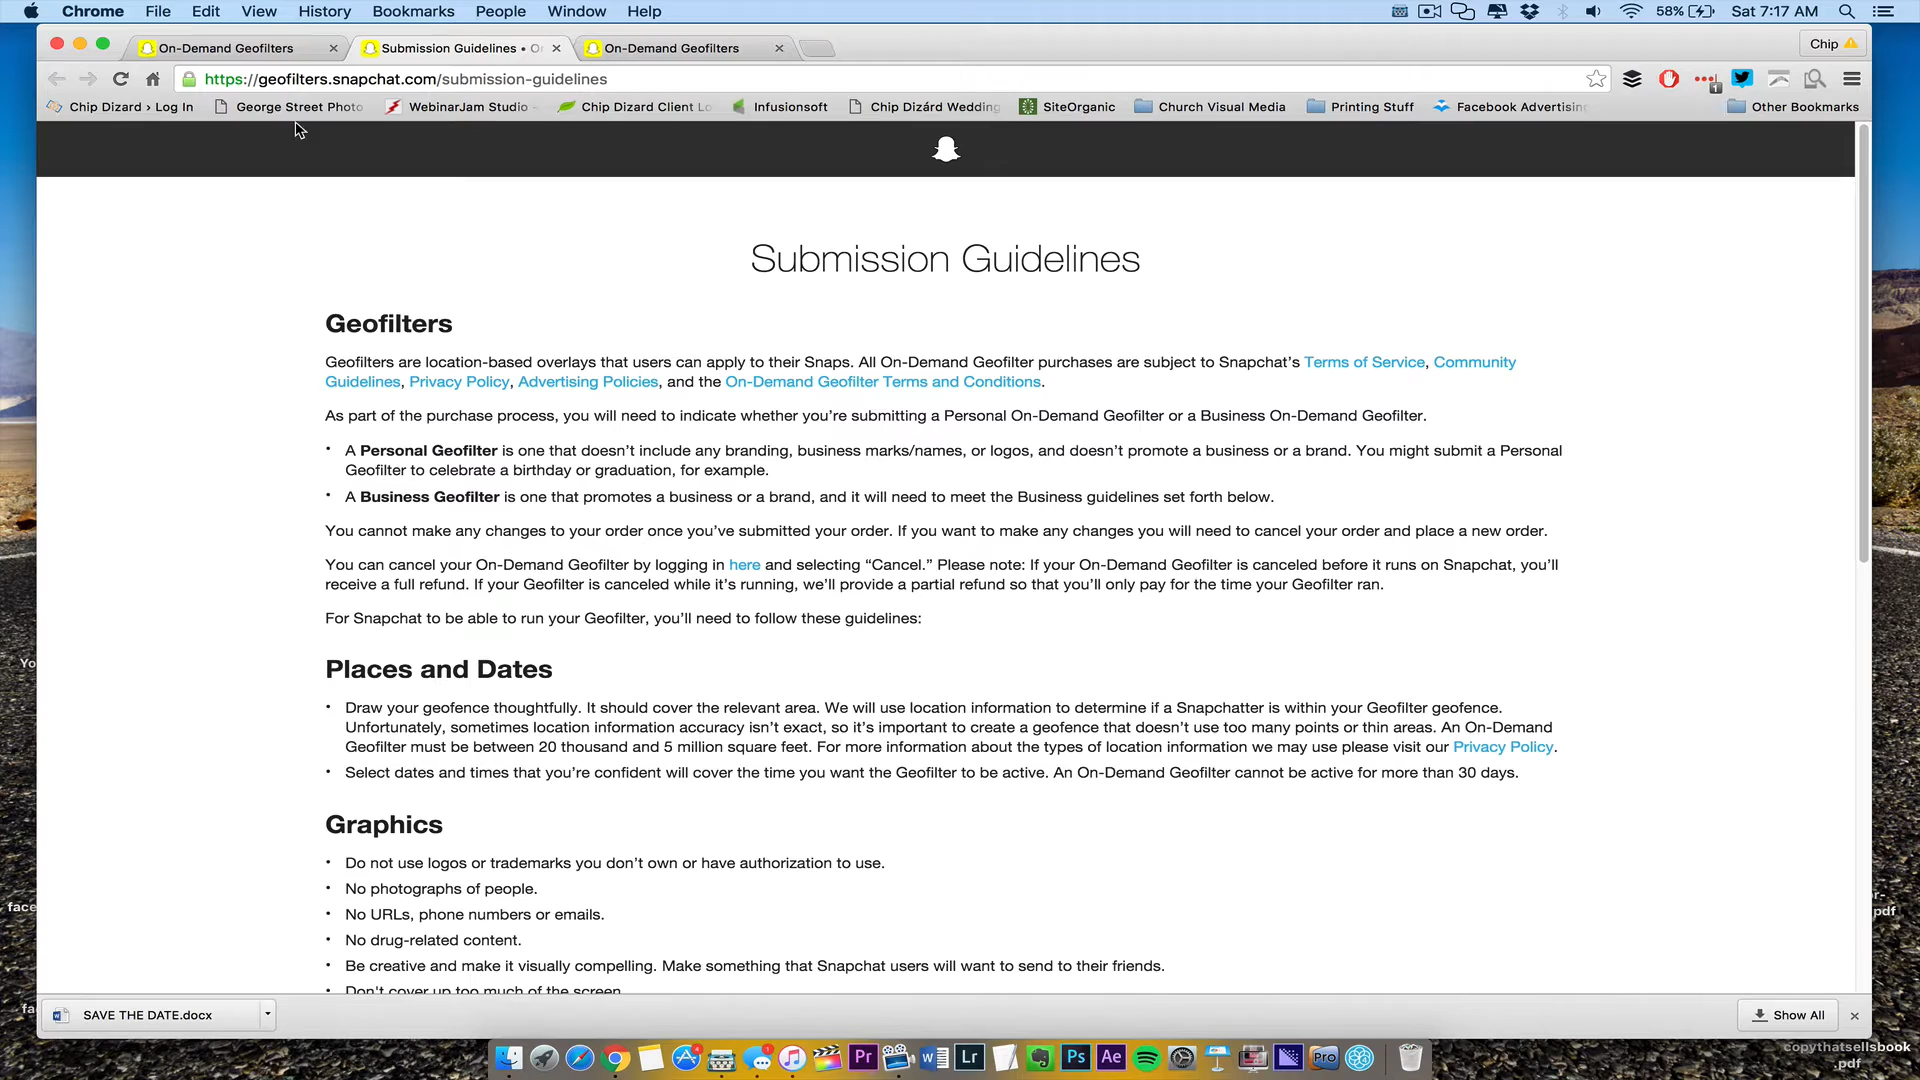 Chrome File Edit View History Bookmarks People Window Help 58% Sat 7:17 AM
On-Demand Geofilters Submission Guidelines • On-Demand Geofilters Chip
https://geofilters.snapchat.com/submission-guidelines
Chip Dizard › Log In George Street Photo WebinarJam Studio - Chip Dizard Client Lo Infusionsoft Chip Dizárd Wedding SiteOrganic Church Visual Media Printing Stuff Facebook Advertising Other Bookmarks
Submission Guidelines
Geofilters
Geofilters are location-based overlays that users can apply to their Snaps. All On-Demand Geofilter purchases are subject to Snapchat’s Terms of Service, Community
Guidelines, Privacy Policy, Advertising Policies, and the On-Demand Geofilter Terms and Conditions.
As part of the purchase process, you will need to indicate whether you’re submitting a Personal On-Demand Geofilter or a Business On-Demand Geofilter.
• A Personal Geofilter is one that doesn’t include any branding, business marks/names, or logos, and doesn’t promote a business or a brand. You might submit a Personal
Geofilter to celebrate a birthday or graduation, for example.
• A Business Geofilter is one that promotes a business or a brand, and it will need to meet the Business guidelines set forth below.
You cannot make any changes to your order once you’ve submitted your order. If you want to make any changes you will need to cancel your order and place a new order.
You can cancel your On-Demand Geofilter by logging in here and selecting “Cancel.” Please note: If your On-Demand Geofilter is canceled before it runs on Snapchat, you’ll
receive a full refund. If your Geofilter is canceled while it’s running, we’ll provide a partial refund so that you’ll only pay for the time your Geofilter ran.
For Snapchat to be able to run your Geofilter, you’ll need to follow these guidelines:
Places and Dates
• Draw your geofence thoughtfully. It should cover the relevant area. We will use location information to determine if a Snapchatter is within your Geofilter geofence.
Unfortunately, sometimes location information accuracy isn’t exact, so it’s important to create a geofence that doesn’t use too many points or thin areas. An On-Demand
Geofilter must be between 20 thousand and 5 million square feet. For more information about the types of location information we may use please visit our Privacy Policy.
• Select dates and times that you’re confident will cover the time you want the Geofilter to be active. An On-Demand Geofilter cannot be active for more than 30 days.
Graphics
• Do not use logos or trademarks you don’t own or have authorization to use.
• No photographs of people.
• No URLs, phone numbers or emails.
• No drug-related content.
• Be creative and make it visually compelling. Make something that Snapchat users will want to send to their friends.
• Don’t cover up too much of the screen
SAVE THE DATE.docx Show All
Pr Lr Ps Ae Pro
copythatsellsbook
.pdf